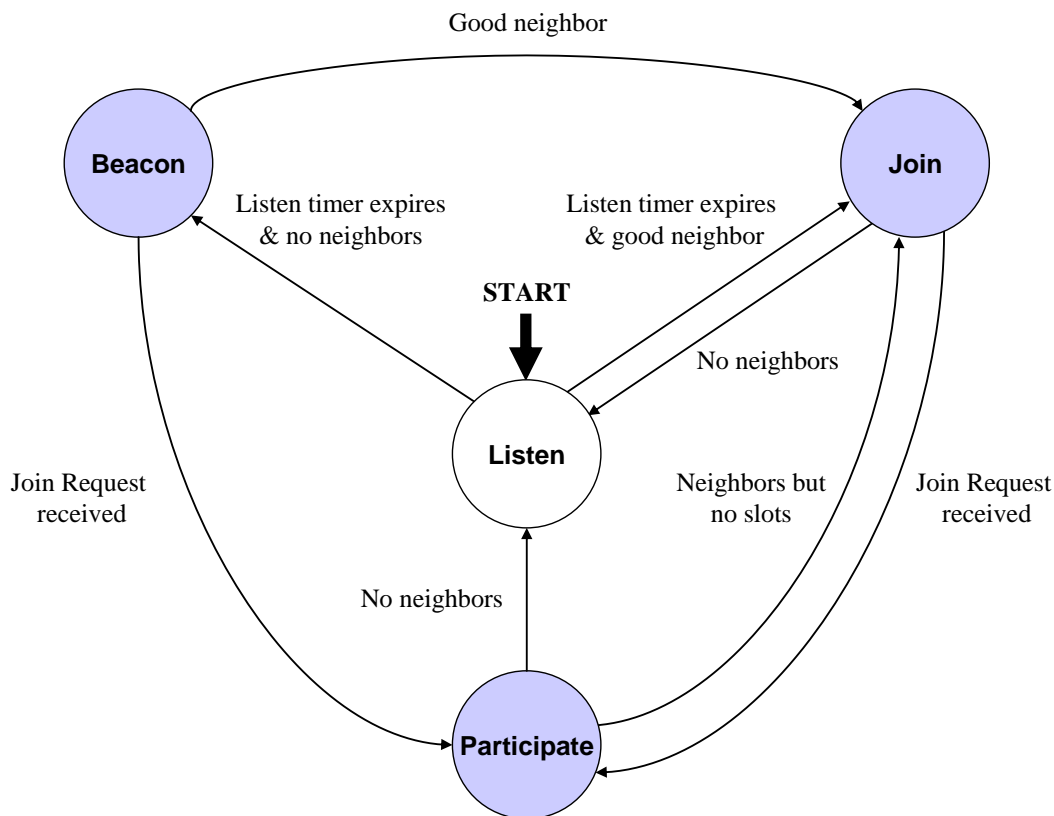 Good neighbor
Beacon
Join
Listen timer expires
& no neighbors
Listen timer expires
& good neighbor
START
No neighbors
Listen
Join Request
received
Neighbors but
no slots
Join Request
received
No neighbors
Participate